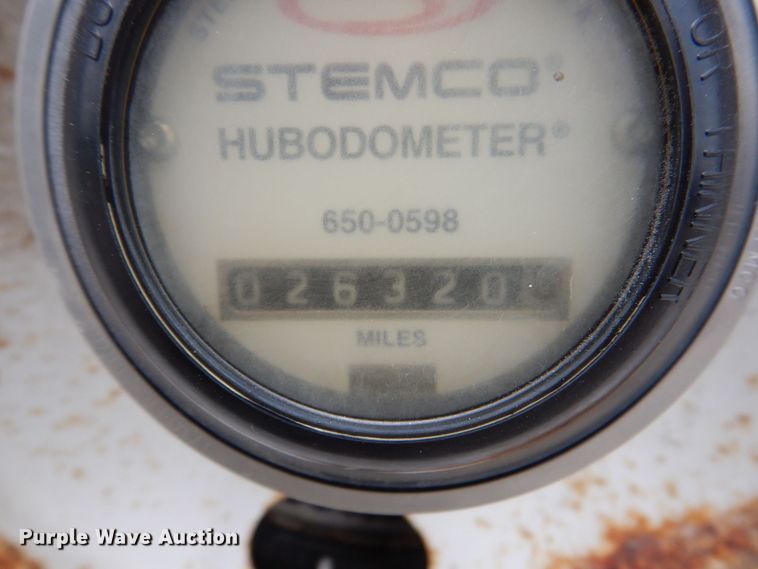 STEMCO®
HUBODOMETER®
650-0598
026320
MILES
Purple Wave Auction